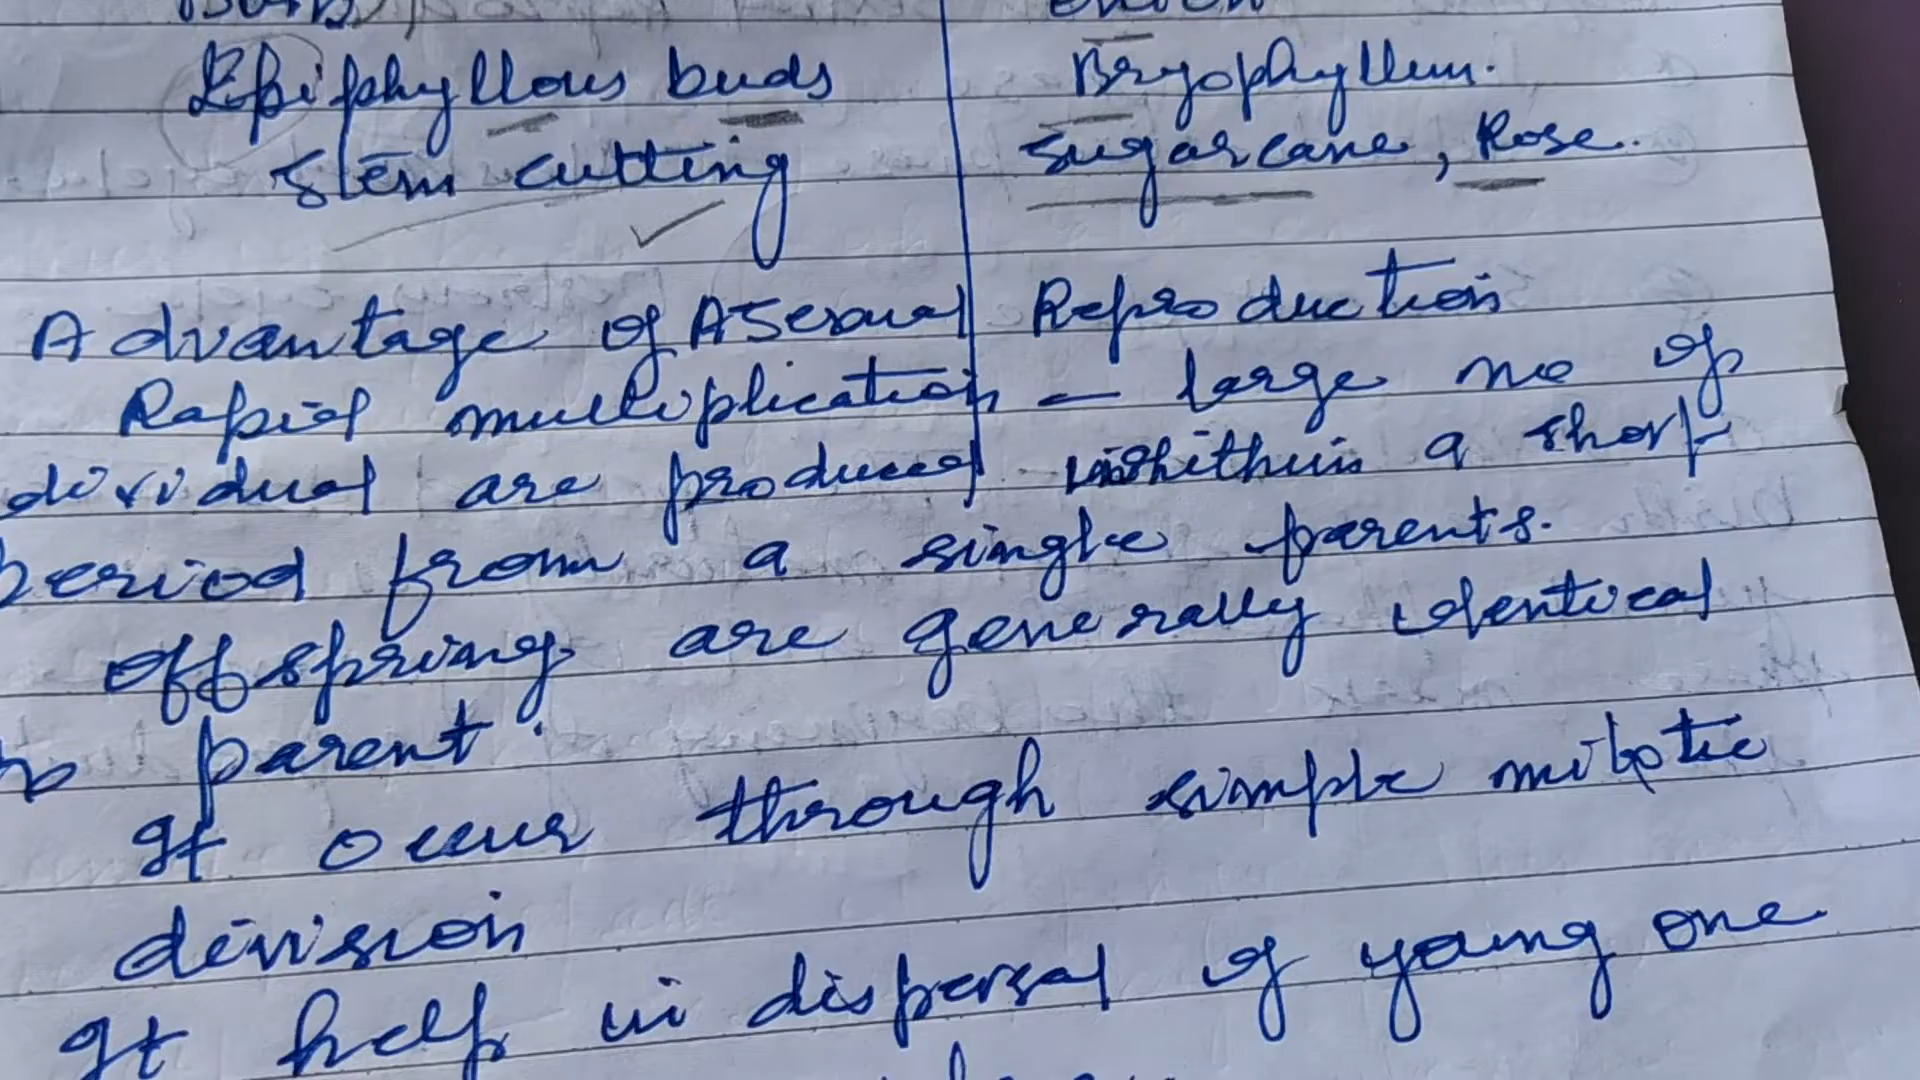 Epiphyllous buds Bryophyllum.
Stem cutting Sugarcane, Rose.
Advantage of ASexual Reproduction
Rapid multiplication — large no of
dividual are produced within a short
period from a single parents.
offspring are generally identical
to parent.
It occur through simple mitotic
division
It help in dispersal of young one